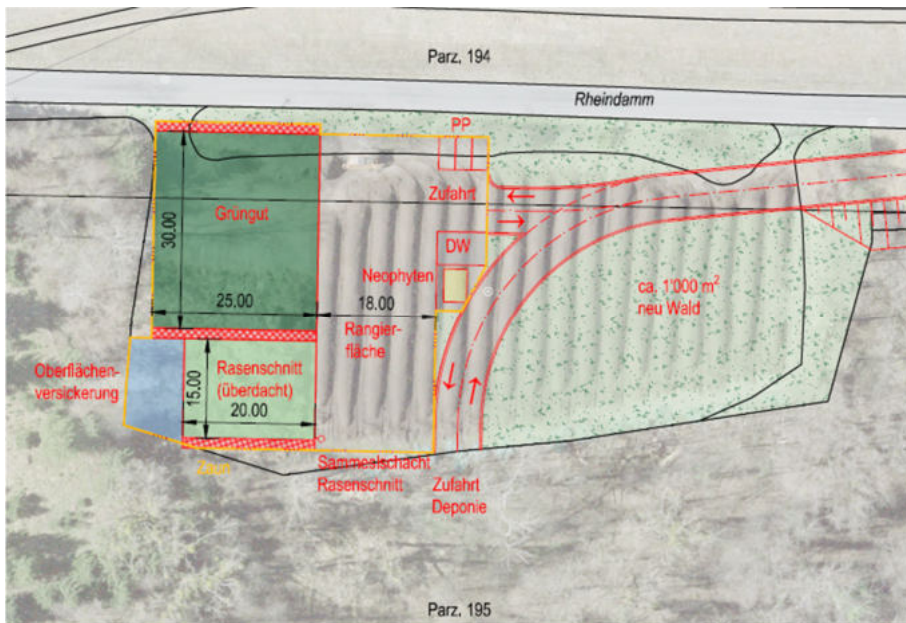 Parz. 194
Rheindamm
PP
Zufahrt
Grüngut
30.00
25.00
DW
Neophyten
18.00
Rangier-
fläche
ca. 1'000 m²
neu Wald
Oberflächen-
versickerung
Rasenschnitt
(überdacht)
15.00
20.00
Zaun
Sammeslschacht
Rasenschnitt
Zufahrt
Deponie
Parz. 195